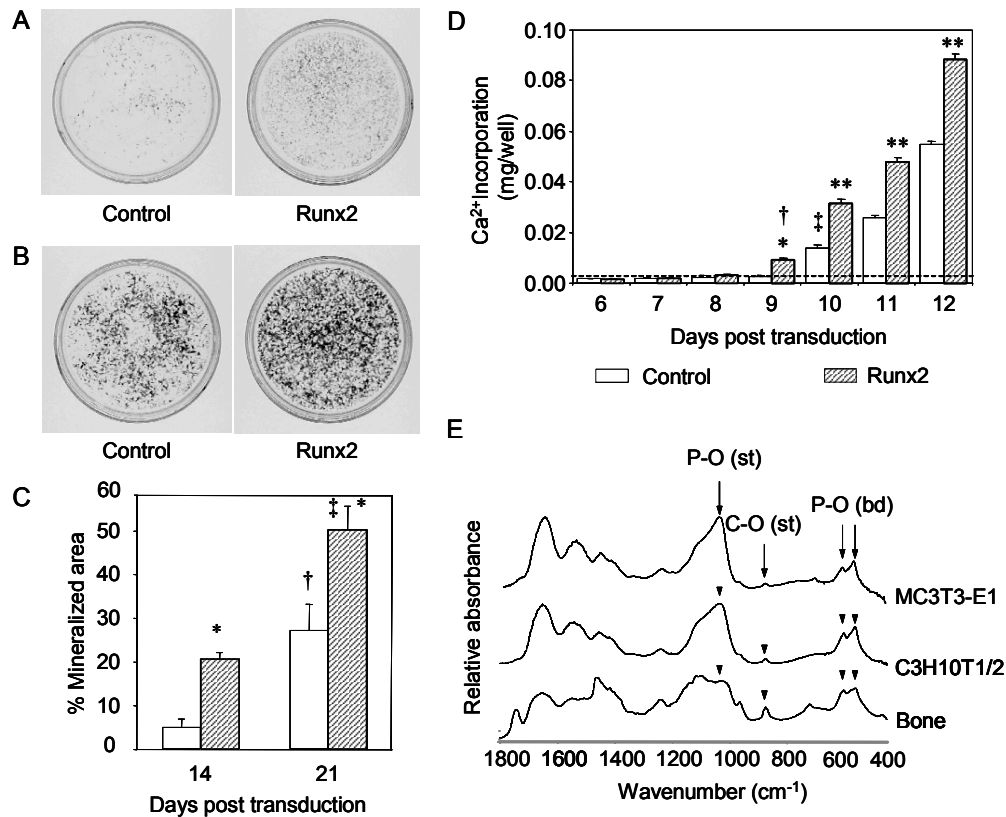 A
Control Runx2
B
Control Runx2
C
60
50
40
30
20
10
0
% Mineralized area
†
‡ *
*
14 21
Days post transduction
D
0.10
0.08
0.06
0.04
0.02
0.00
Ca2+Incorporation
(mg/well)
**
**
**
†
*
‡
6 7 8 9 10 11 12
Days post transduction
Control Runx2
E
P-O (st)
C-O (st)
P-O (bd)
Relative absorbance
MC3T3-E1
C3H10T1/2
Bone
1800 1600 1400 1200 1000 800 600 400
Wavenumber (cm-1)